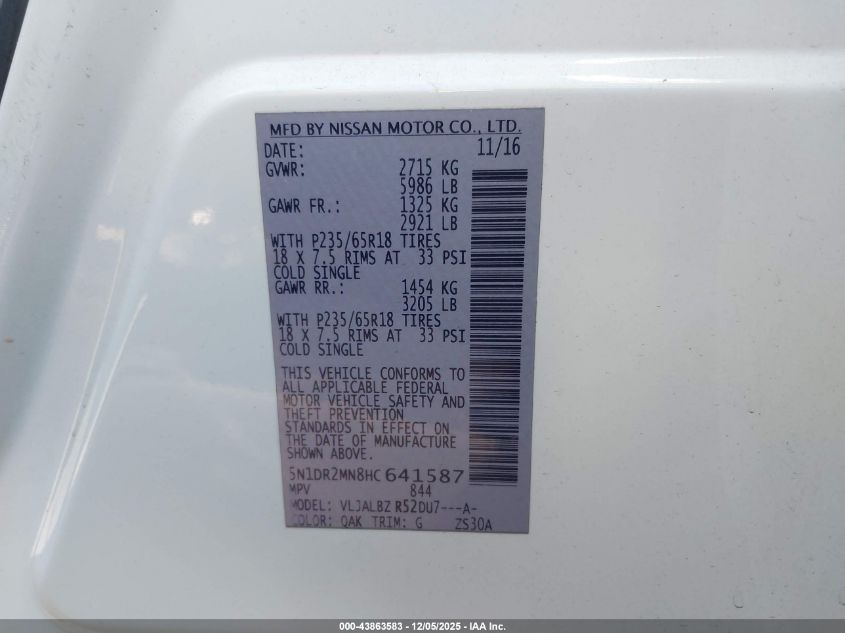 MFD BY NISSAN MOTOR CO., LTD.
DATE: 11/16
GVWR: 2715 KG
5986 LB
GAWR FR.: 1325 KG
2921 LB
WITH P235/65R18 TIRES
18 X 7.5 RIMS AT 33 PSI
COLD SINGLE
GAWR RR.: 1454 KG
3205 LB
WITH P235/65R18 TIRES
18 X 7.5 RIMS AT 33 PSI
COLD SINGLE
THIS VEHICLE CONFORMS TO
ALL APPLICABLE FEDERAL
MOTOR VEHICLE SAFETY AND
THEFT PREVENTION
STANDARDS IN EFFECT ON
THE DATE OF MANUFACTURE
SHOWN ABOVE.
5N1DR2MN8HC641587
MPV 844
MODEL: VLJALBZ R52DU7---A-
COLOR: QAK TRIM: G ZS30A
000-43863583 - 12/05/2025 - IAA Inc.